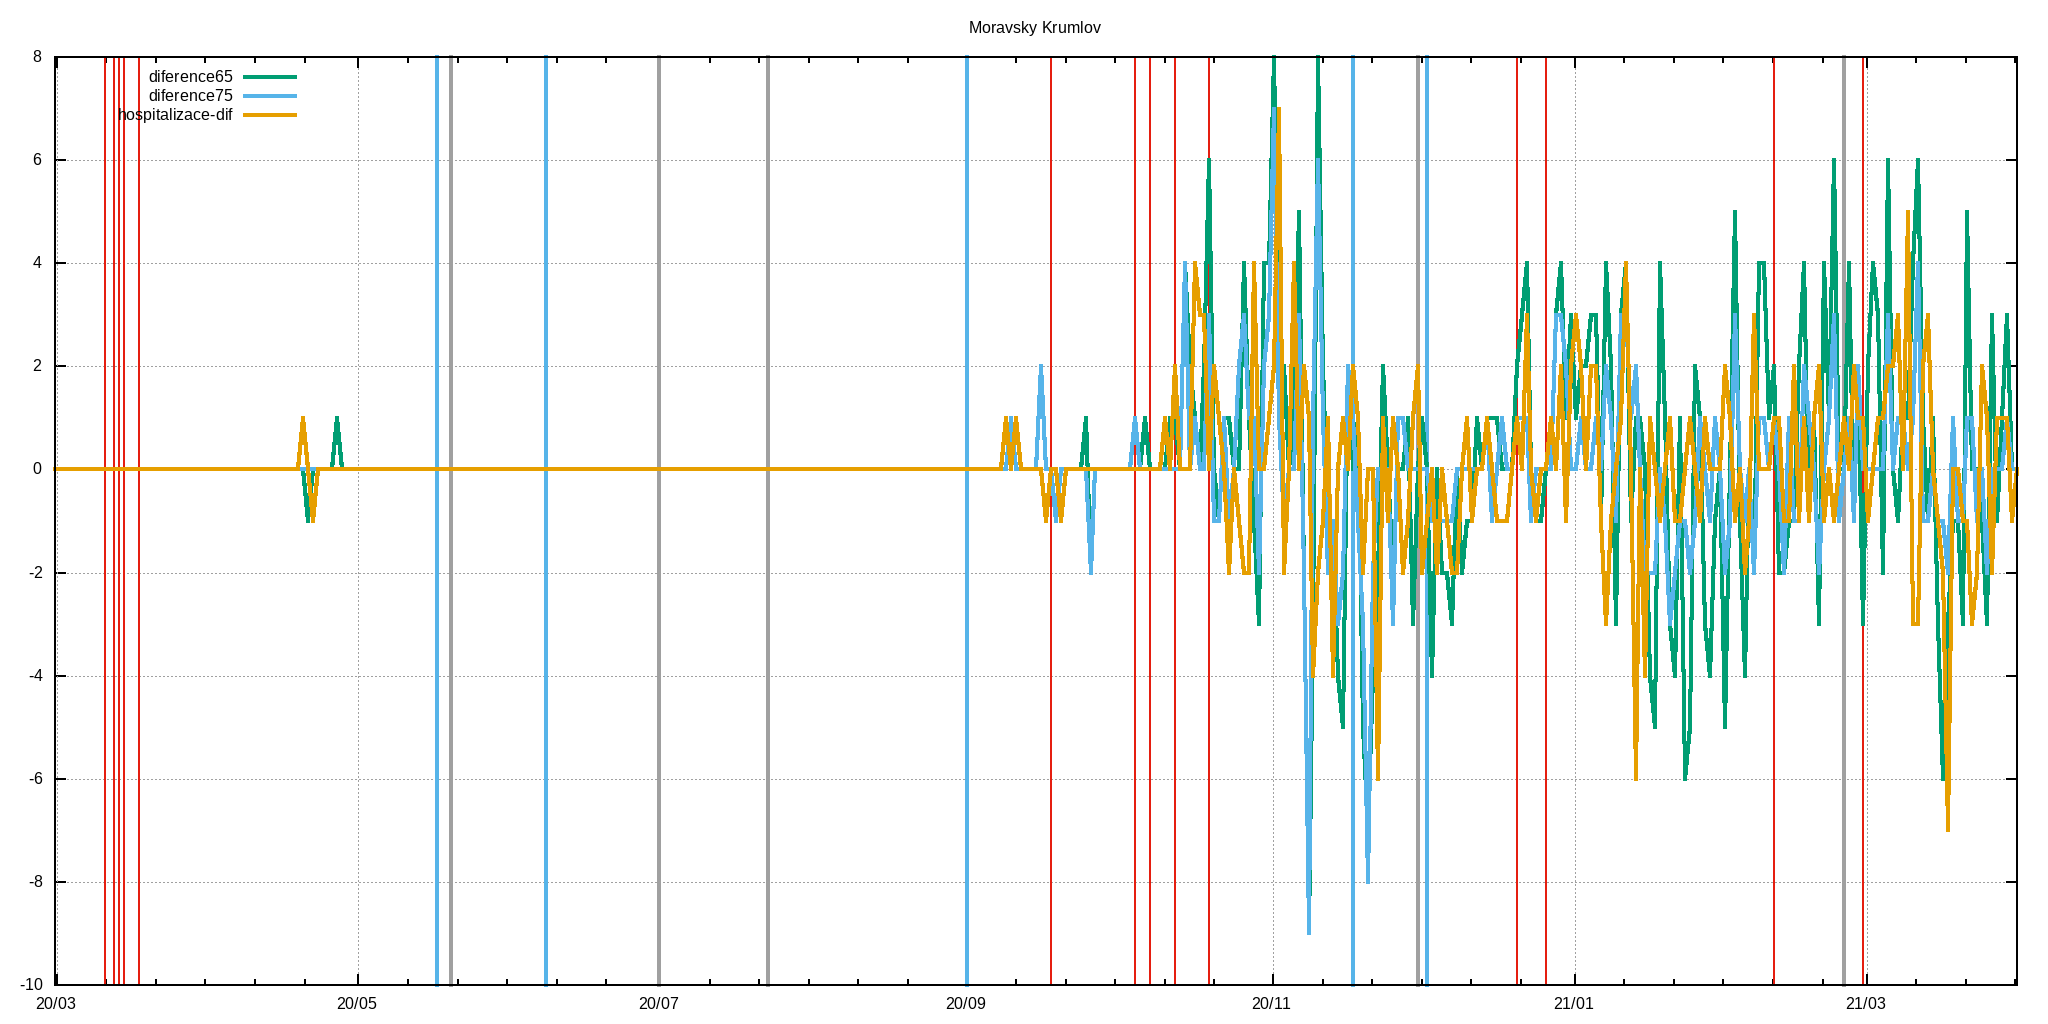 Moravsky Krumlov
8
diference65
diference75
hospitalizace-dif
6
4
2
0
-2
-4
-6
-8
-10
20/03 20/05 20/07 20/09 20/11 21/01 21/03